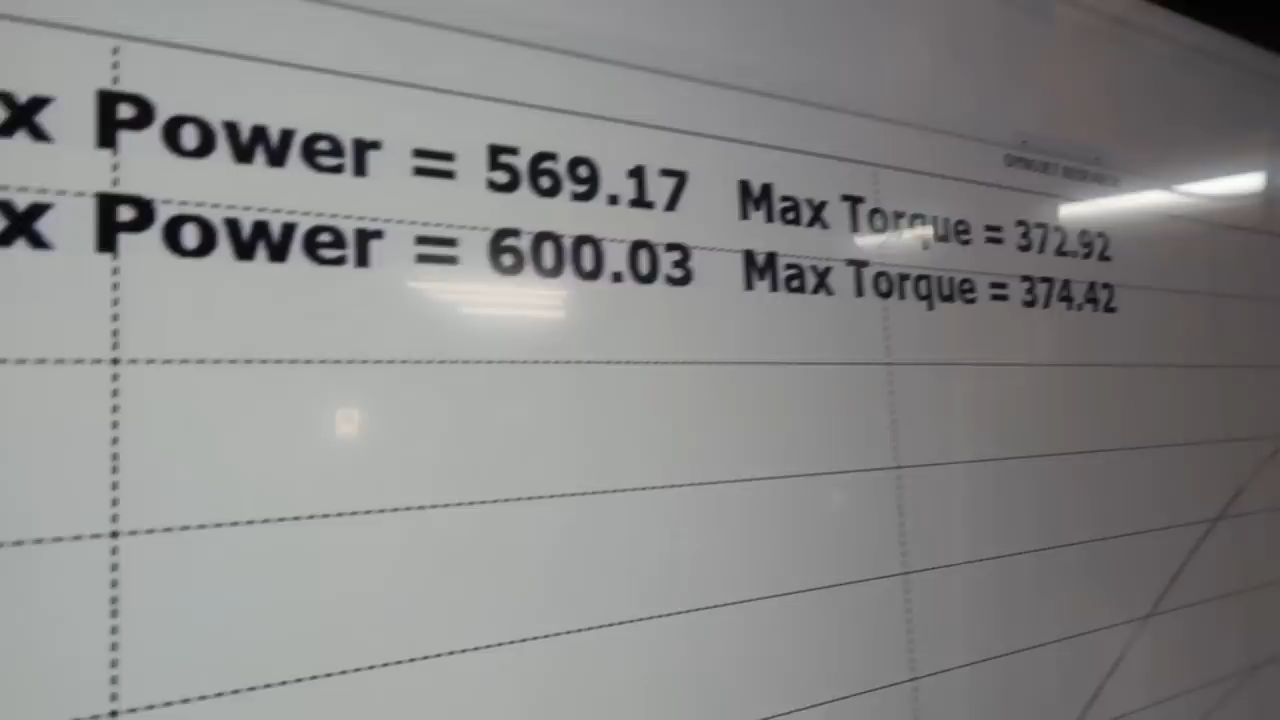 x Power = 569.17 Max Torque = 372.92
x Power = 600.03 Max Torque = 374.42